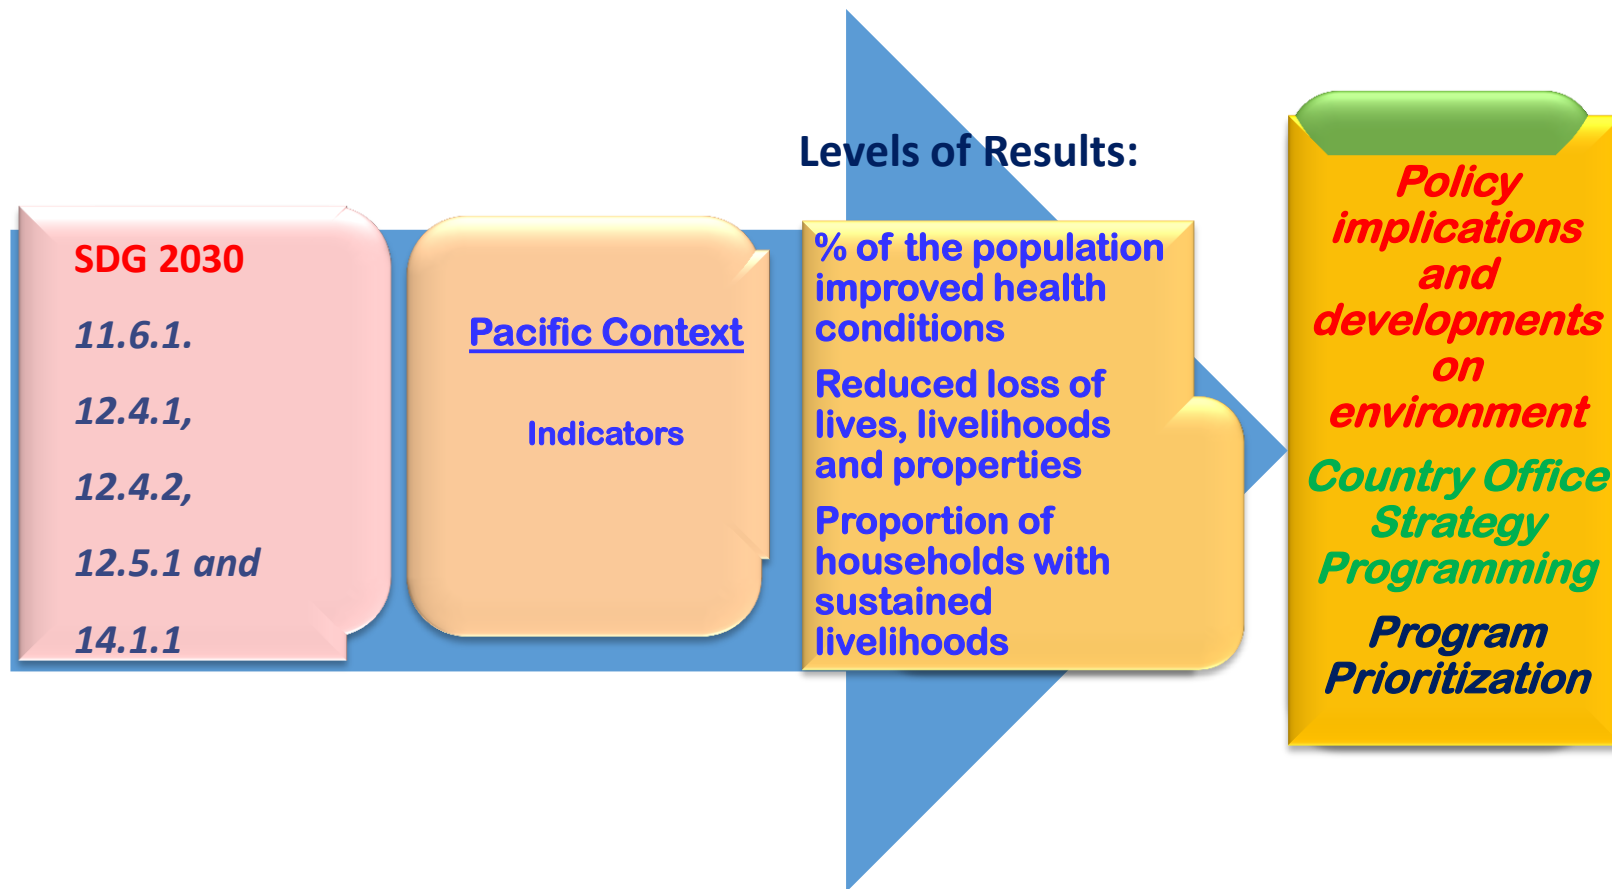 Levels of Results:
SDG 2030
11.6.1.
12.4.1,
12.4.2,
12.5.1 and
14.1.1
Pacific Context
Indicators
% of the population
improved health
conditions
Reduced loss of
lives, livelihoods
and properties
Proportion of
households with
sustained
livelihoods
Policy
implications
and
developments
on
environment
Country Office
Strategy
Programming
Program
Prioritization